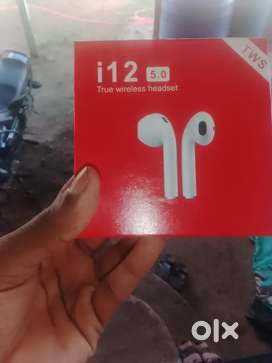 TWS
i12 5.0
True wireless headset
OLX